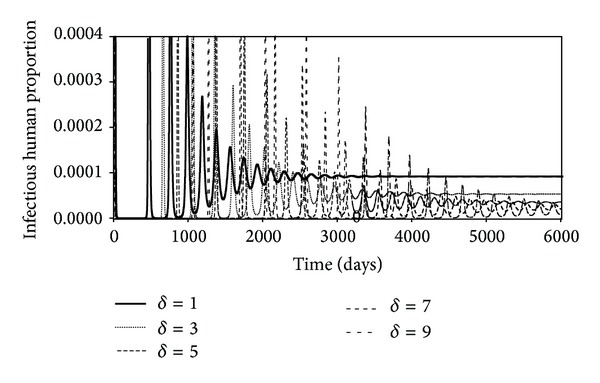 Infectious human proportion
0.0004
0.0003
0.0002
0.0001
0.0000
0 1000 2000 3000 4000 5000 6000
Time (days)
δ = 1
δ = 3
δ = 5
δ = 7
δ = 9